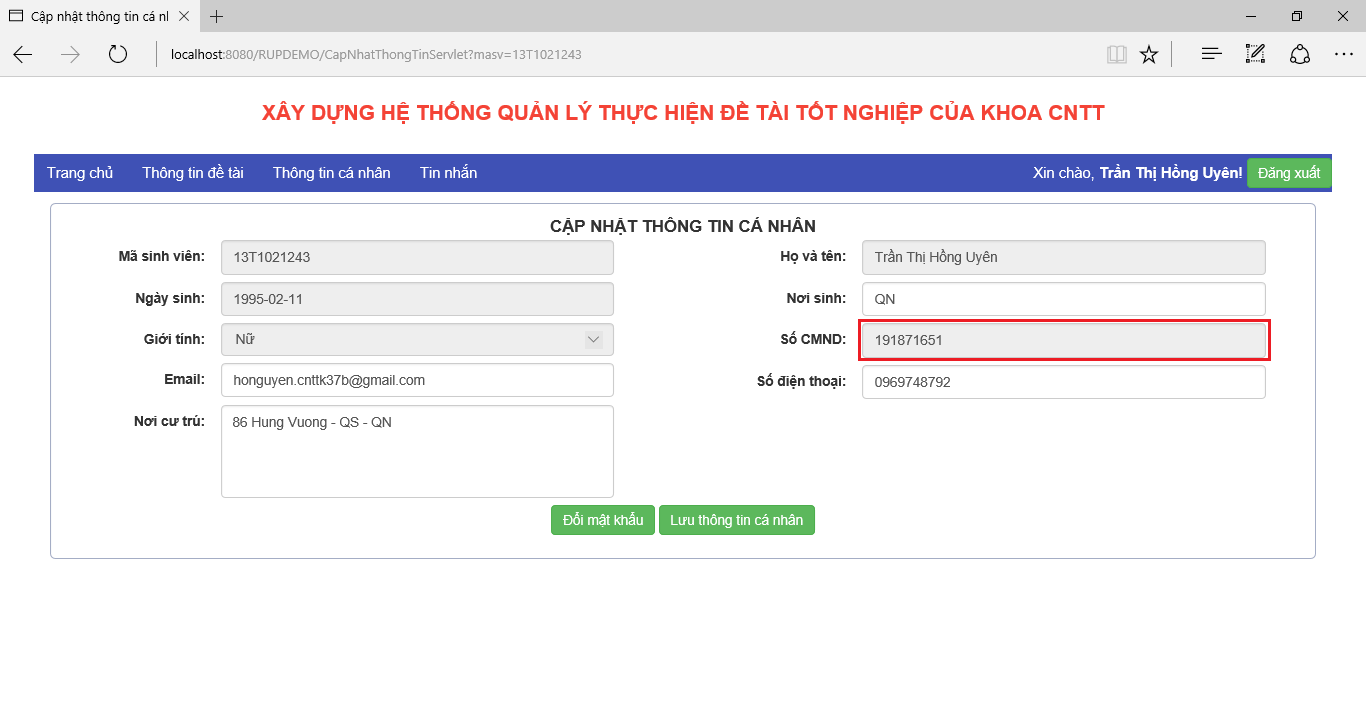 Cập nhật thông tin cá nl
localhost:8080/RUPDEMO/CapNhatThongTinServlet?masv=13T1021243
XÂY DỰNG HỆ THỐNG QUẢN LÝ THỰC HIỆN ĐỀ TÀI TỐT NGHIỆP CỦA KHOA CNTT
Trang chủ Thông tin đề tài Thông tin cá nhân Tin nhắn Xin chào, Trần Thị Hồng Uyên! Đăng xuất
CẬP NHẬT THÔNG TIN CÁ NHÂN
Mã sinh viên: 13T1021243 Họ và tên: Trần Thị Hồng Uyên
Ngày sinh: 1995-02-11 Nơi sinh: QN
Giới tính: Nữ Số CMND: 191871651
Email: honguyen.cnttk37b@gmail.com Số điện thoại: 0969748792
Nơi cư trú: 86 Hung Vuong - QS - QN
Đổi mật khẩu Lưu thông tin cá nhân